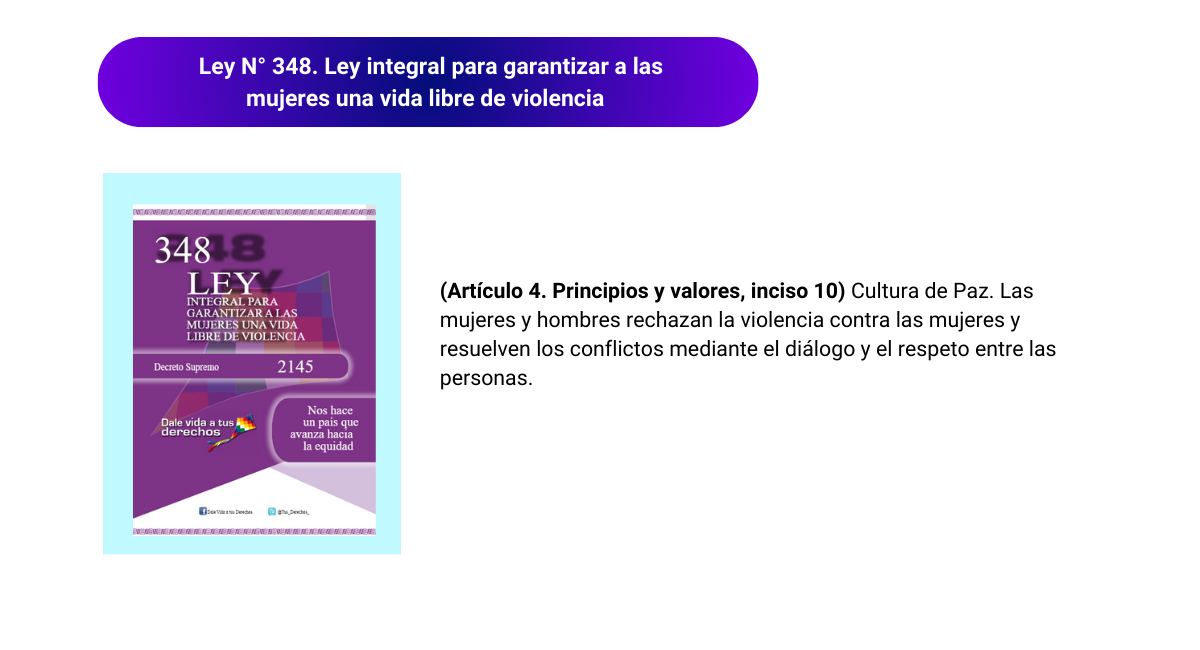 Ley N° 348. Ley integral para garantizar a las
mujeres una vida libre de violencia
348
LEY
INTEGRAL PARA
GARANTIZAR A LAS
MUJERES UNA VIDA
LIBRE DE VIOLENCIA
Decreto Supremo 2145
Dale vida a tus
derechos
Nos hace
un país que
avanza hacia
la equidad
Dale Vida a tus Derechos @Tus_Derechos_
(Artículo 4. Principios y valores, inciso 10) Cultura de Paz. Las
mujeres y hombres rechazan la violencia contra las mujeres y
resuelven los conflictos mediante el diálogo y el respeto entre las
personas.